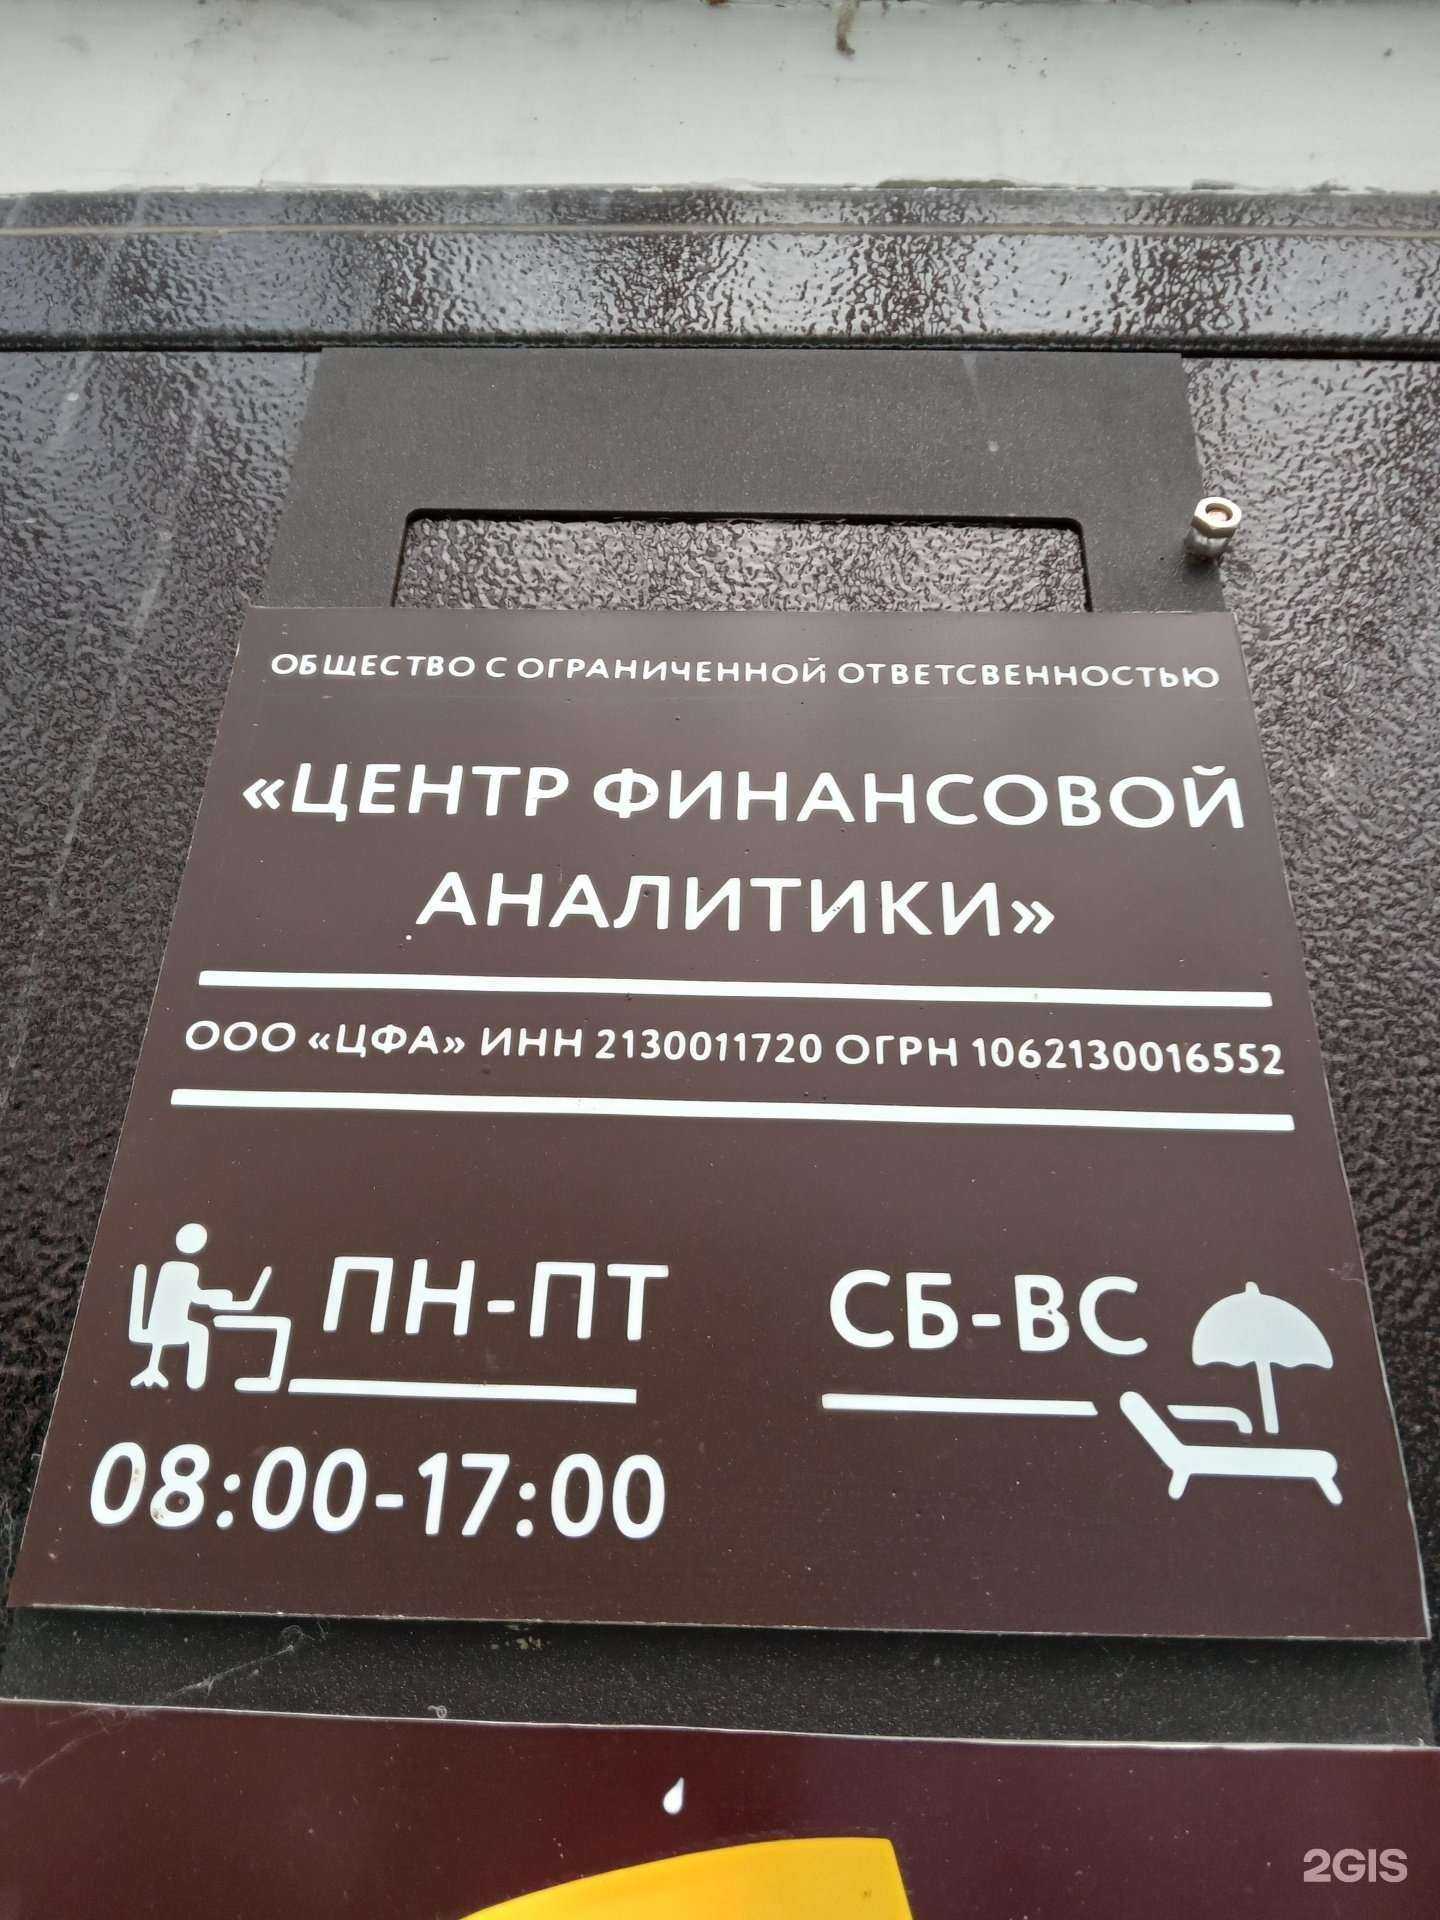 ОБЩЕСТВО С ОГРАНИЧЕННОЙ ОТВЕТСВЕННОСТЬЮ
«ЦЕНТР ФИНАНСОВОЙ
АНАЛИТИКИ»
ООО «ЦФА» ИНН 2130011720 ОГРН 1062130016552
ПН-ПТ
СБ-ВС
08:00-17:00
2GIS